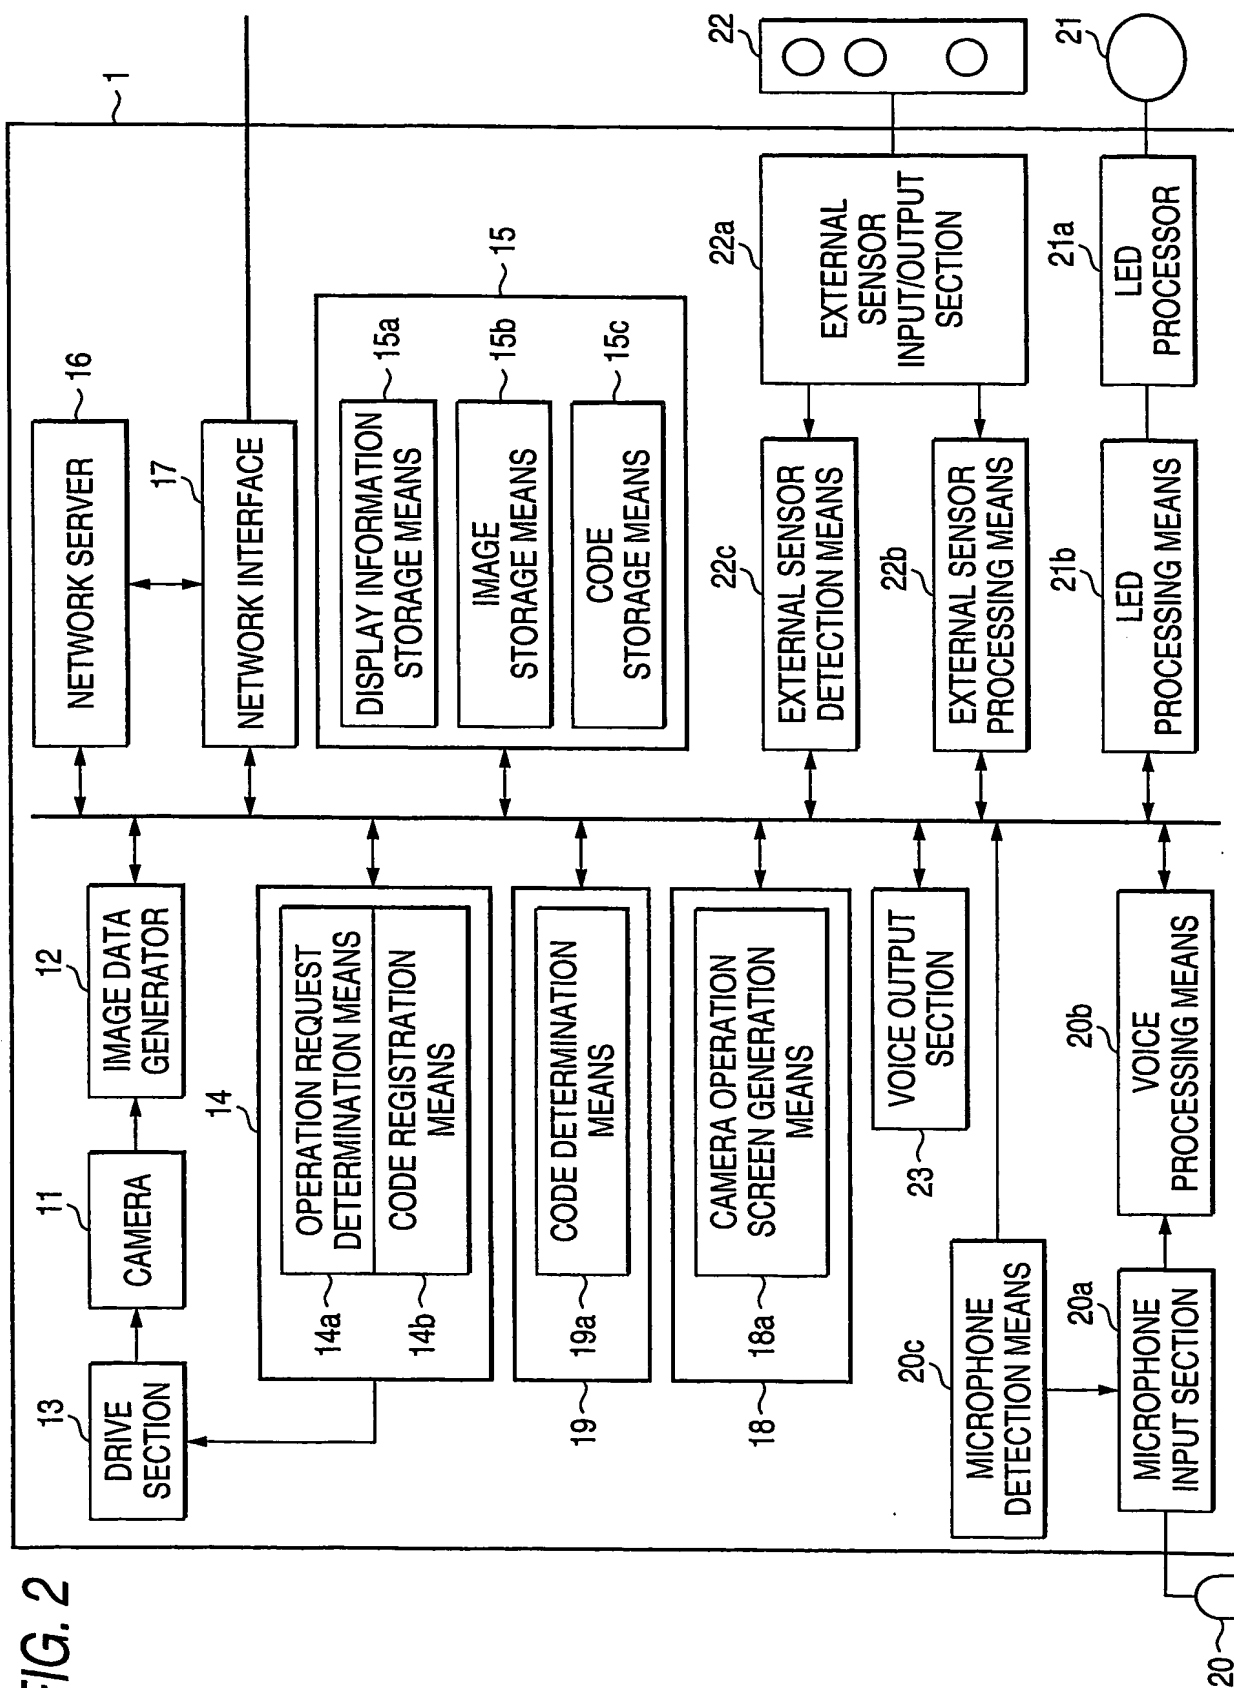 FIG. 2
1
13
DRIVE
SECTION
11
CAMERA
12
IMAGE DATA
GENERATOR
16
NETWORK SERVER
17
NETWORK INTERFACE
14
OPERATION REQUEST
DETERMINATION MEANS
14a
CODE REGISTRATION
MEANS
14b
15
DISPLAY INFORMATION
STORAGE MEANS
15a
IMAGE
STORAGE MEANS
15b
CODE
STORAGE MEANS
15c
CODE DETERMINATION
MEANS
19a
19
CAMERA OPERATION
SCREEN GENERATION
MEANS
18a
18
VOICE OUTPUT
SECTION
23
22c
EXTERNAL SENSOR
DETECTION MEANS
22a
EXTERNAL
SENSOR
INPUT/OUTPUT
SECTION
22
22b
EXTERNAL SENSOR
PROCESSING MEANS
20c
MICROPHONE
DETECTION MEANS
20a
MICROPHONE
INPUT SECTION
20
20b
VOICE
PROCESSING MEANS
21b
LED
PROCESSING MEANS
21a
LED
PROCESSOR
21